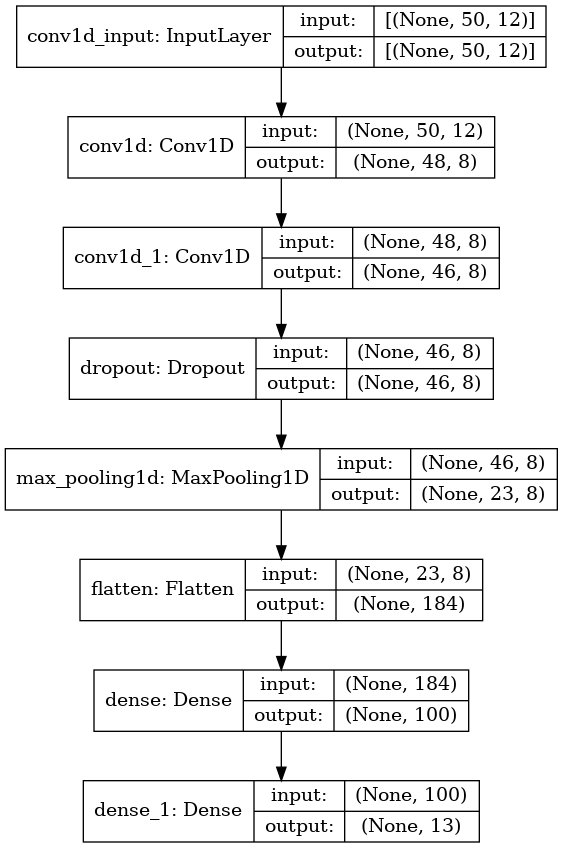 conv1d_input: InputLayer
input: [(None, 50, 12)]
output: [(None, 50, 12)]
conv1d: Conv1D
input: (None, 50, 12)
output: (None, 48, 8)
conv1d_1: Conv1D
input: (None, 48, 8)
output: (None, 46, 8)
dropout: Dropout
input: (None, 46, 8)
output: (None, 46, 8)
max_pooling1d: MaxPooling1D
input: (None, 46, 8)
output: (None, 23, 8)
flatten: Flatten
input: (None, 23, 8)
output: (None, 184)
dense: Dense
input: (None, 184)
output: (None, 100)
dense_1: Dense
input: (None, 100)
output: (None, 13)